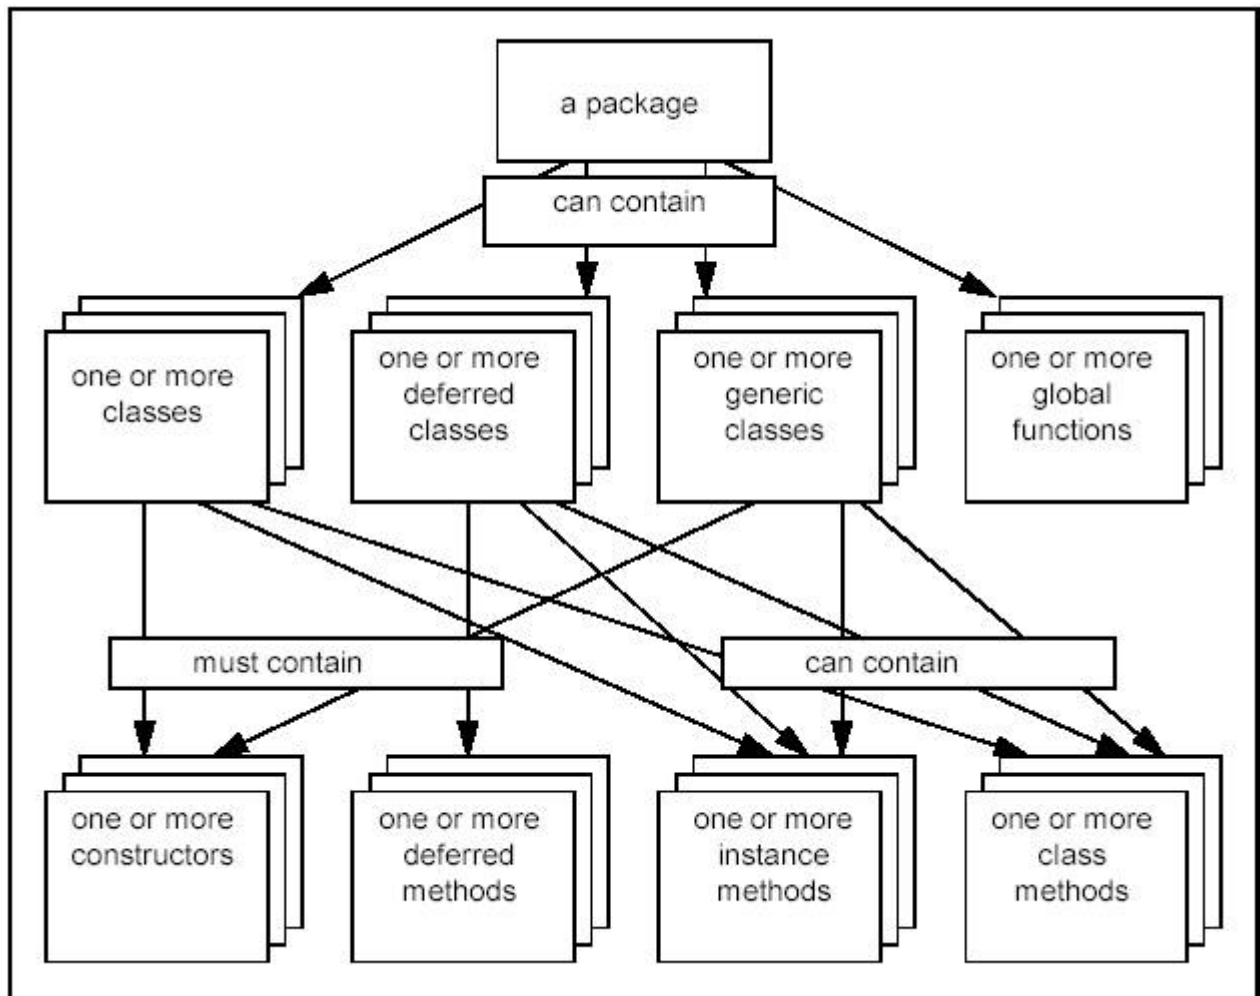 a package
can contain
one or more
classes
one or more
deferred
classes
one or more
generic
classes
one or more
global
functions
must contain
can contain
one or more
constructors
one or more
deferred
methods
one or more
instance
methods
one or more
class
methods